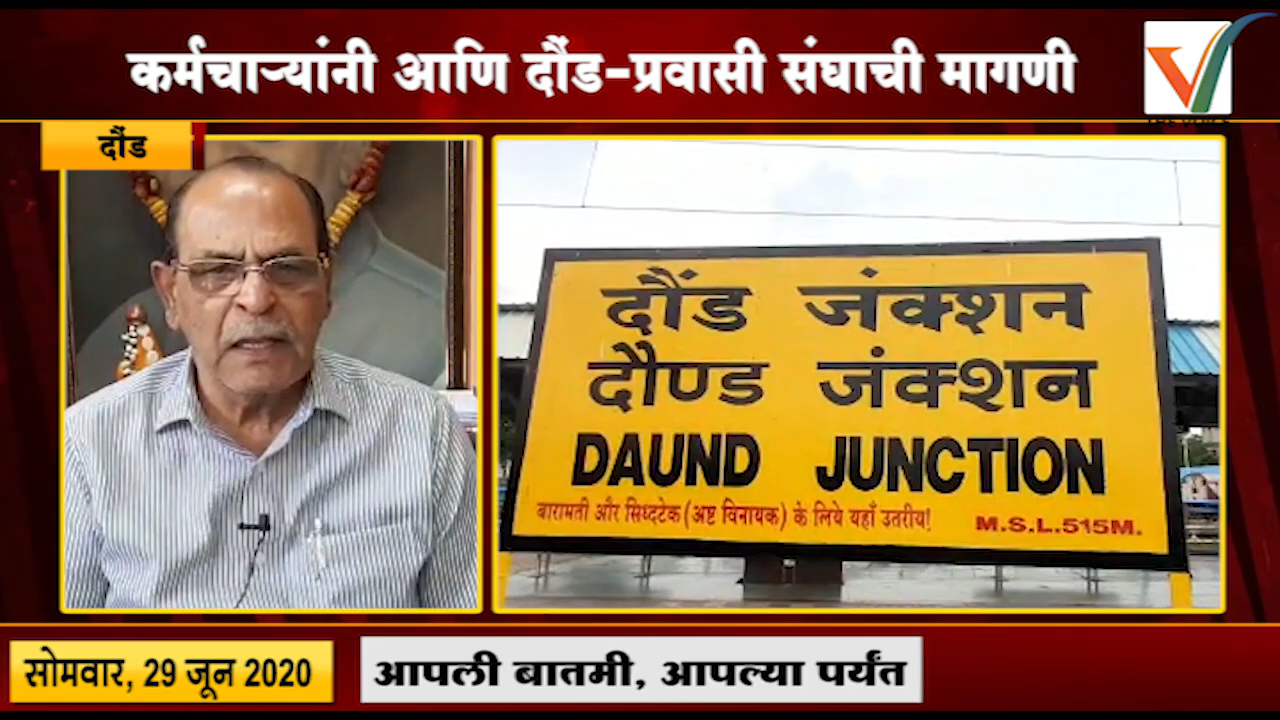 कर्मचाऱ्यांनी आणि दौंड-प्रवासी संघाची मागणी
दौंड
दौंड जंक्शन
दौण्ड जंक्शन
DAUND JUNCTION
बारामती और सिध्दटेक (अष्ट विनायक) के लिये यहाँ उतरीय!
M.S.L.515M.
सोमवार, 29 जून 2020
आपली बातमी, आपल्या पर्यंत